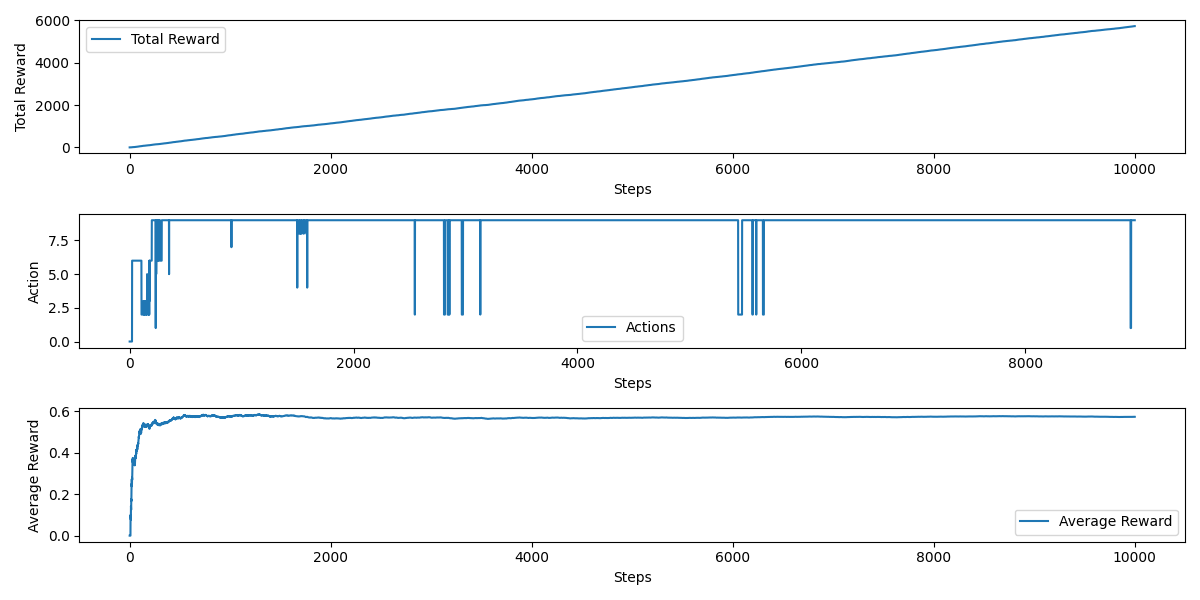 6000
4000
2000
0
Total Reward
Total Reward
0 2000 4000 6000 8000 10000
Steps
7.5
5.0
2.5
0.0
Action
Actions
0 2000 4000 6000 8000
Steps
0.6
0.4
0.2
0.0
Average Reward
Average Reward
0 2000 4000 6000 8000 10000
Steps